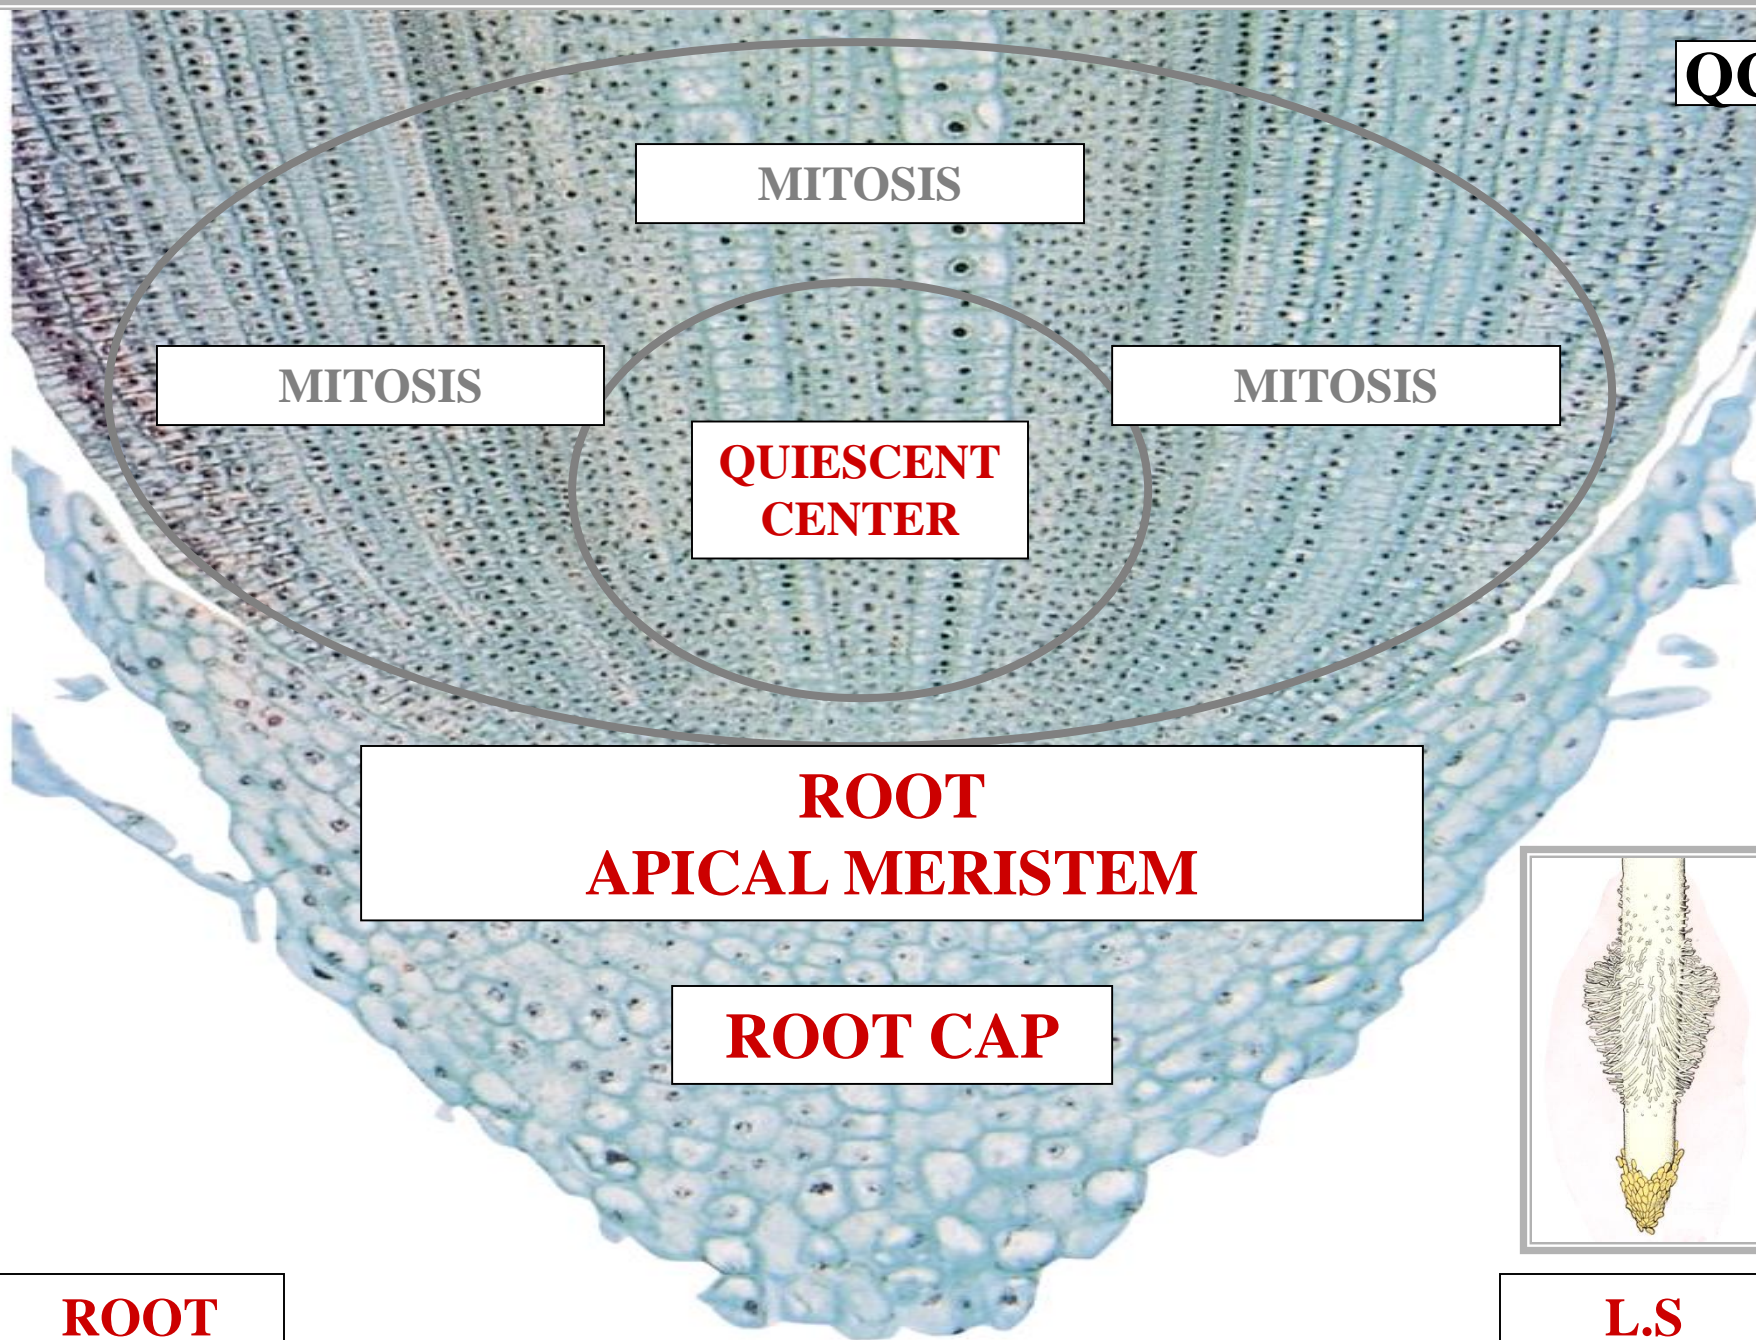 MITOSIS
MITOSIS
MITOSIS
QUIESCENT
CENTER
ROOT
APICAL MERISTEM
ROOT CAP
ROOT
L.S